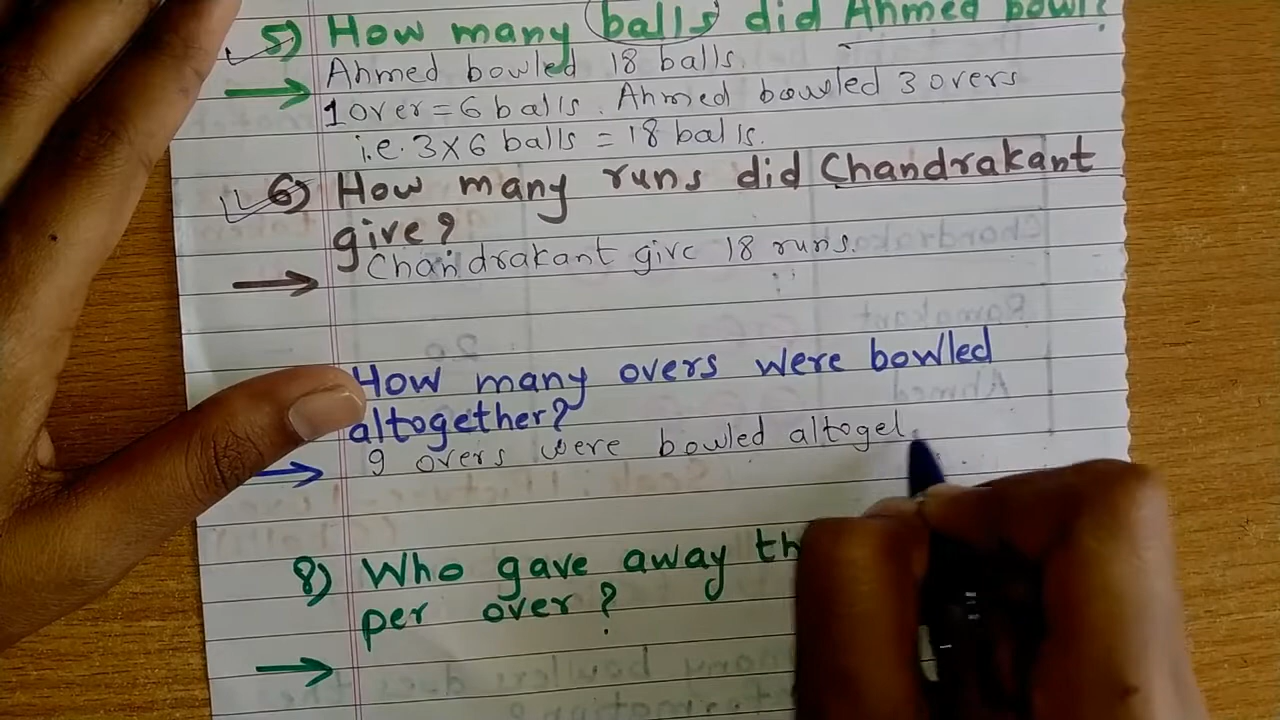 5) How many balls did Ahmed bowl?
Ahmed bowled 18 balls.
1 over = 6 balls. Ahmed bowled 3 overs
i.e. 3 x 6 balls = 18 balls.
6) How many runs did Chandrakant
give?
Chandrakant give 18 runs.
How many overs were bowled
altogether?
9 overs were bowled altogel
8) Who gave away th
per over?